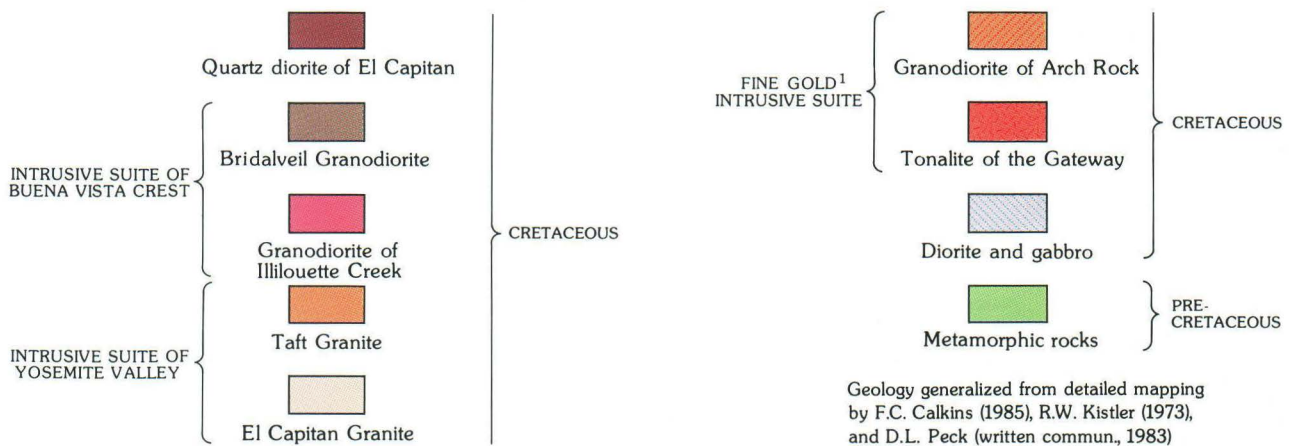 Quartz diorite of El Capitan
INTRUSIVE SUITE OF
BUENA VISTA CREST
Bridalveil Granodiorite
Granodiorite of
Illilouette Creek
INTRUSIVE SUITE OF
YOSEMITE VALLEY
Taft Granite
El Capitan Granite
CRETACEOUS
FINE GOLD¹
INTRUSIVE SUITE
Granodiorite of Arch Rock
Tonalite of the Gateway
Diorite and gabbro
CRETACEOUS
Metamorphic rocks
PRE-
CRETACEOUS
Geology generalized from detailed mapping
by F.C. Calkins (1985), R.W. Kistler (1973),
and D.L. Peck (written commun., 1983)